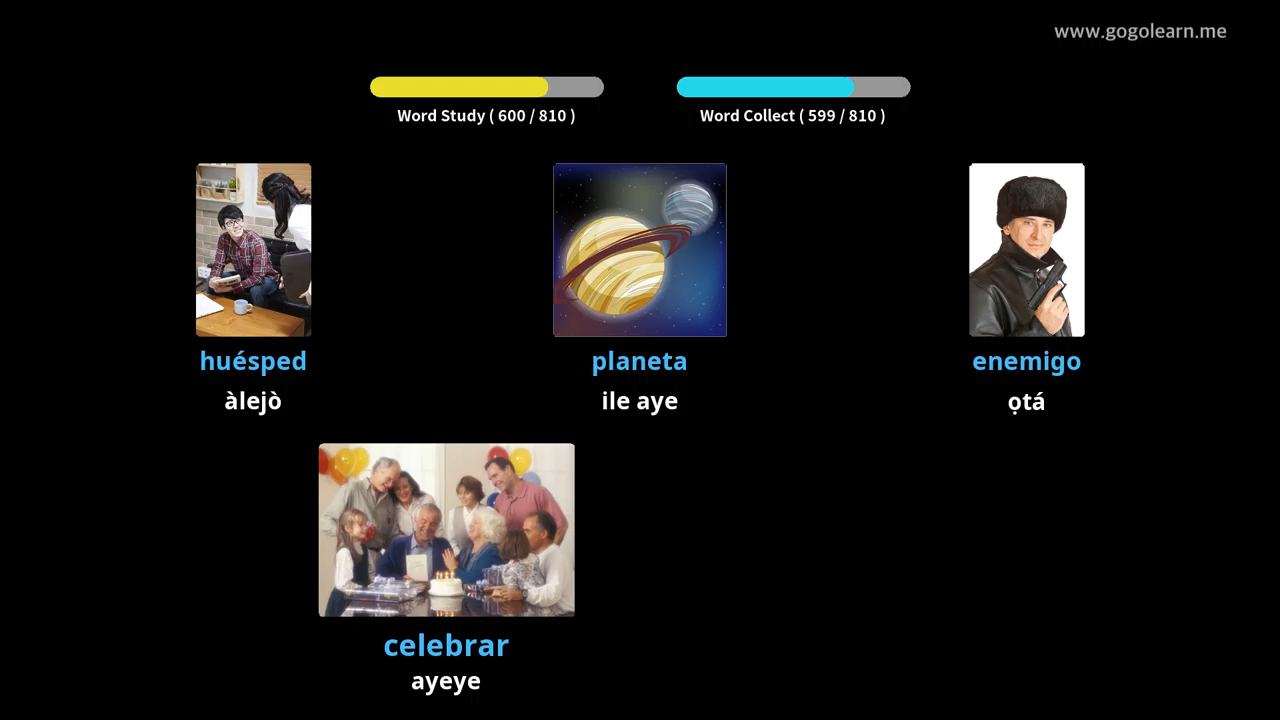 www.gogolearn.me
Word Study ( 600 / 810 )
Word Collect ( 599 / 810 )
huésped
planeta
enemigo
àlejò
ile aye
ọtá
celebrar
ayeye